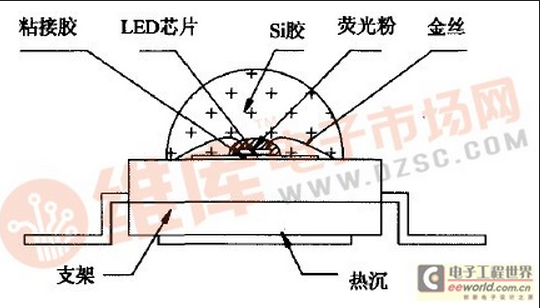 粘接胶 LED芯片 Si胶 荧光粉 金丝
TM
维库电子市场网
WWW.DZSC.COM
支架 热沉
电子工程世界
eeworld.com.cn